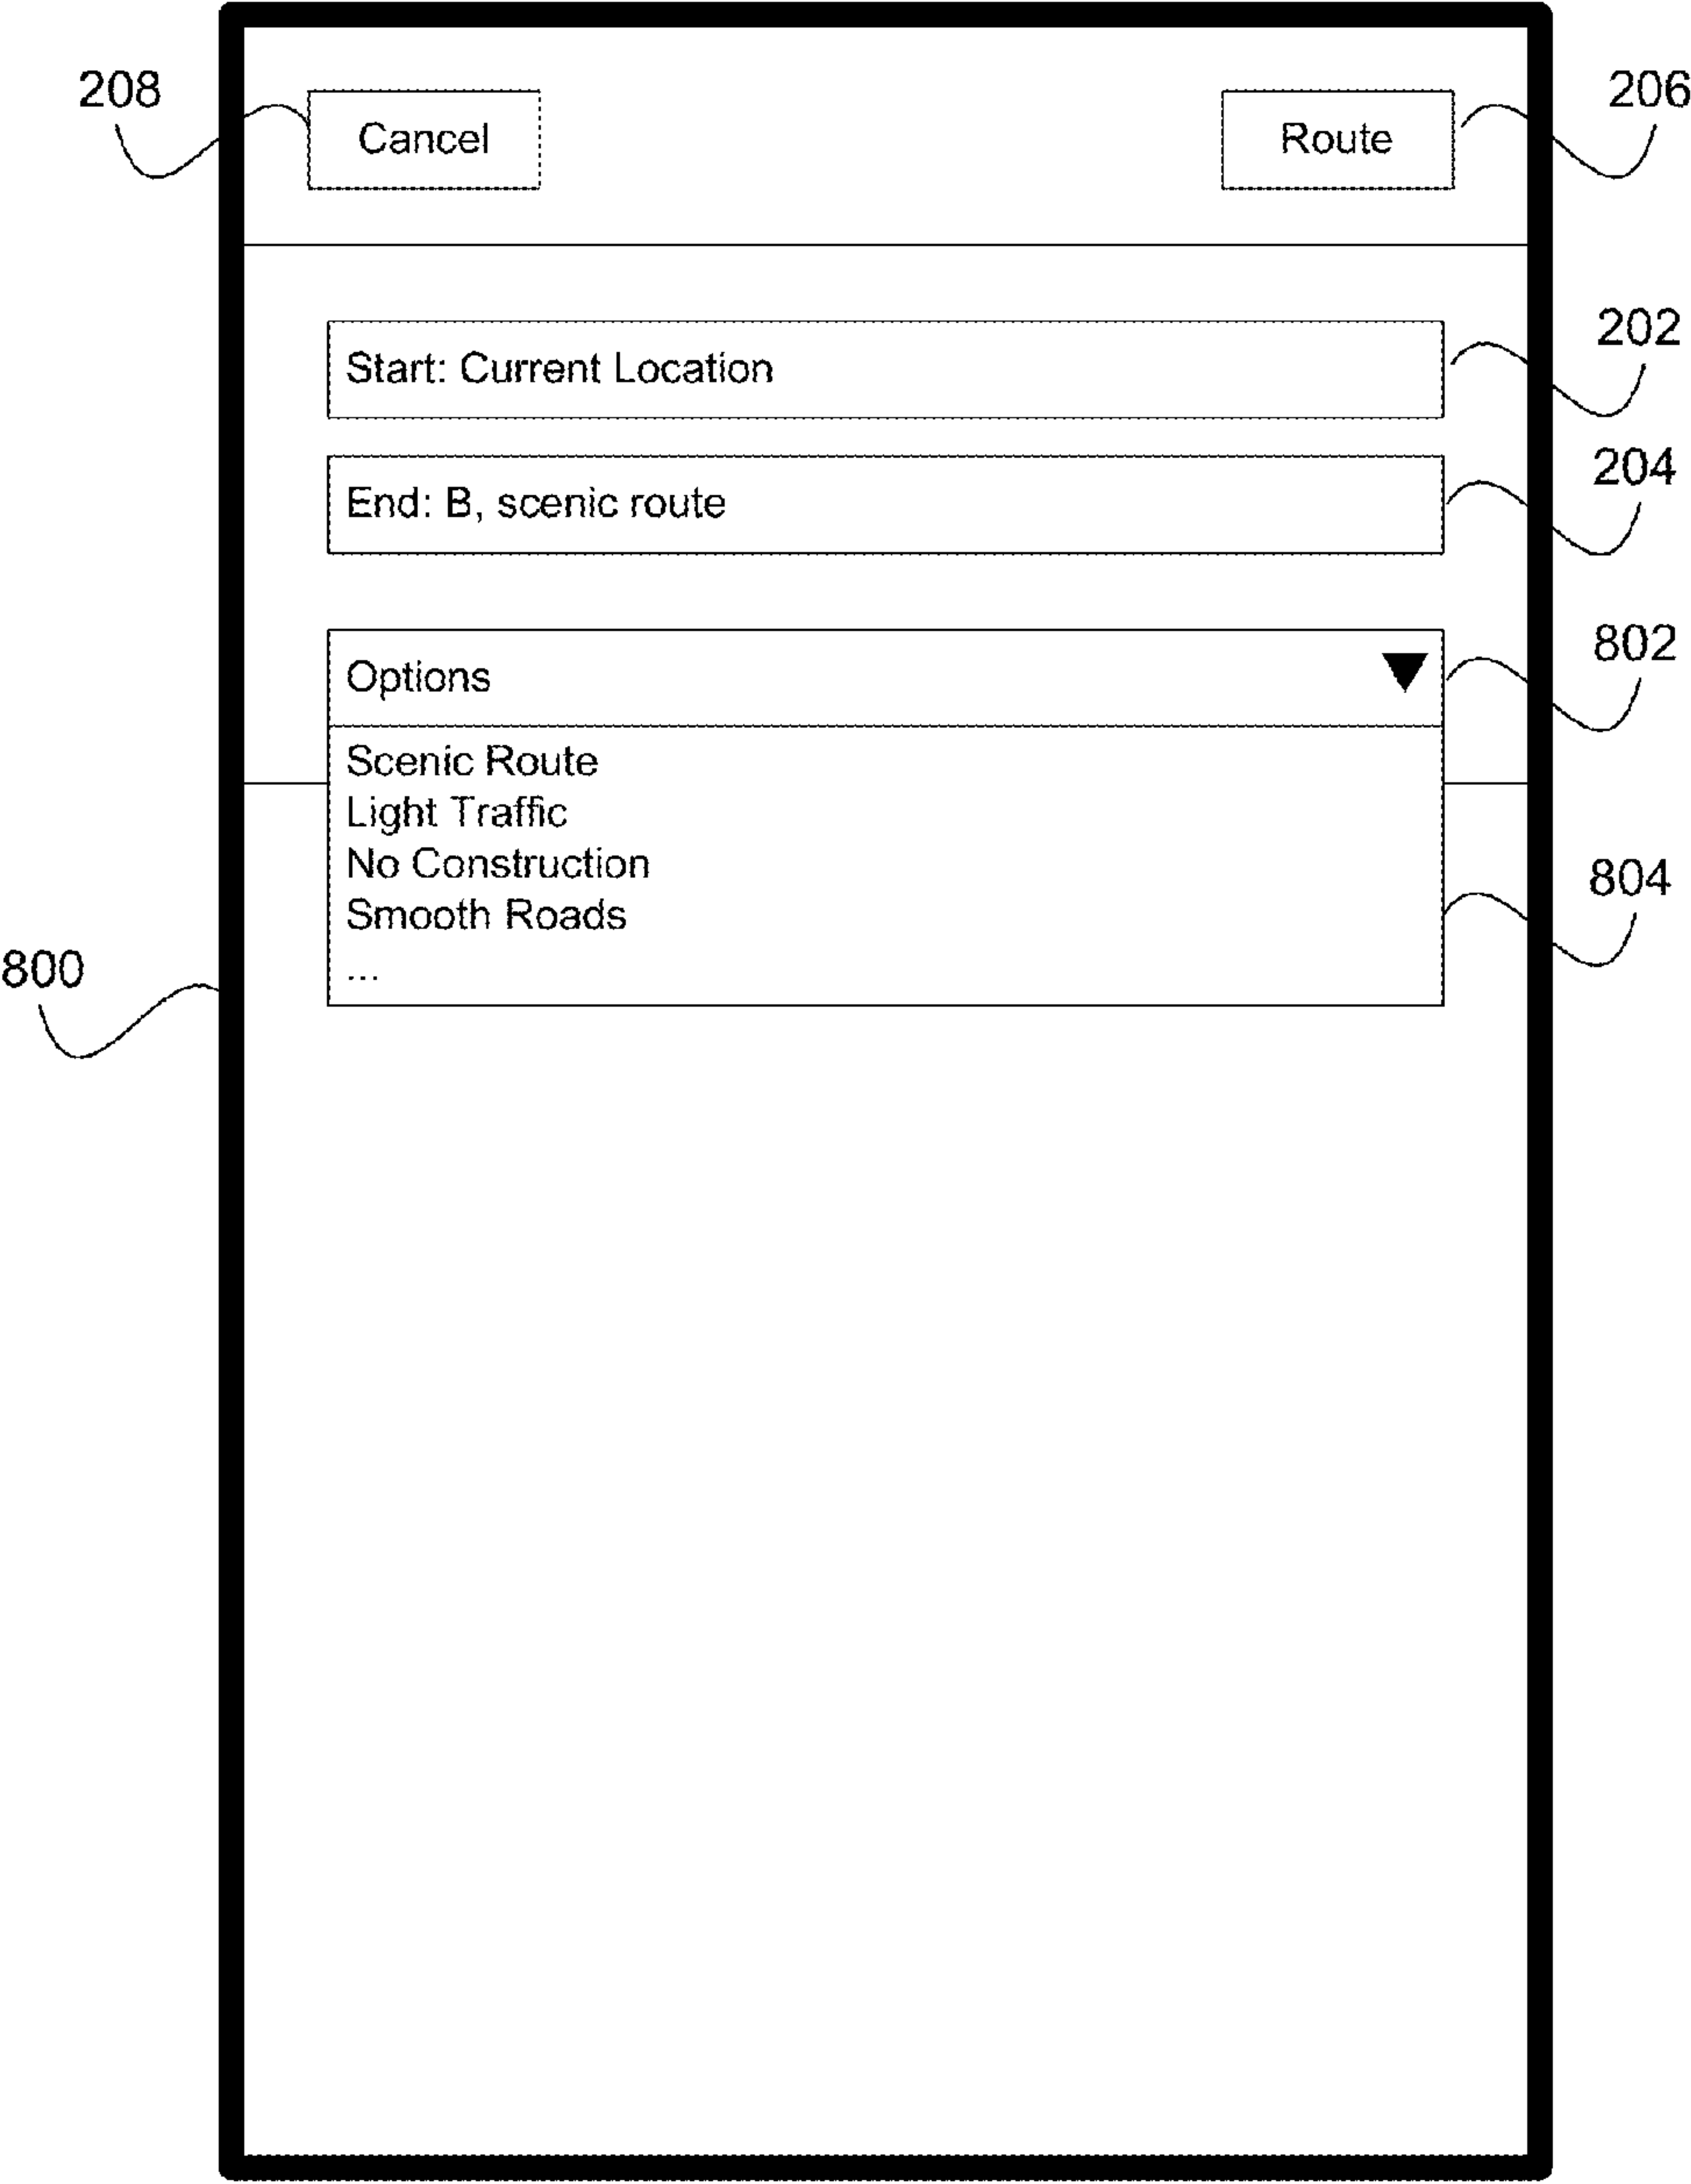 208
Cancel
Route
206
Start: Current Location
202
End: B, scenic route
204
Options
802
Scenic Route
Light Traffic
No Construction
Smooth Roads
...
804
800